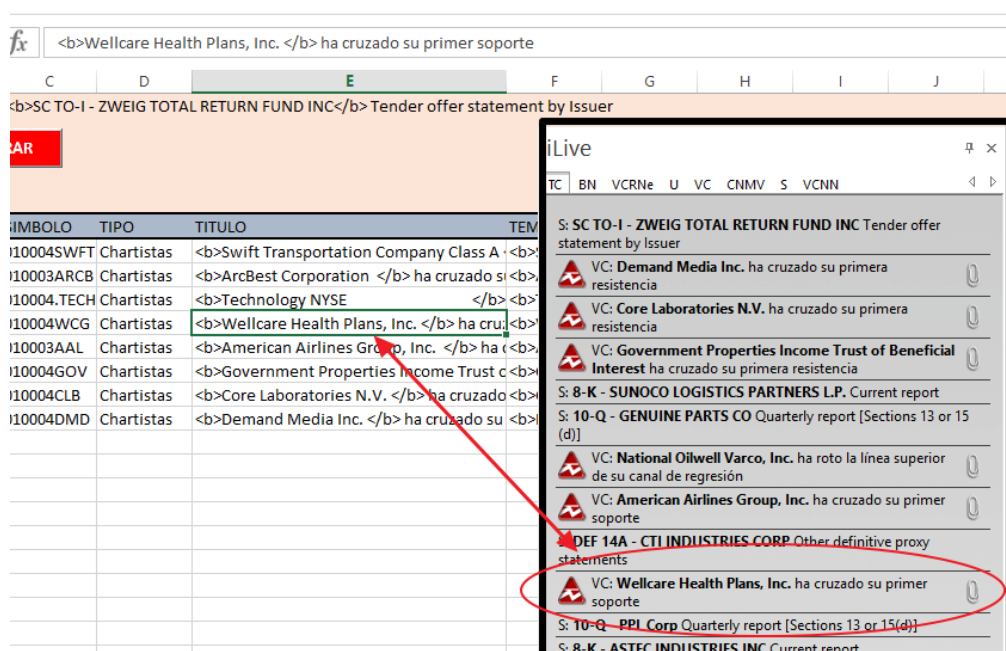 fx <b>Wellcare Health Plans, Inc. </b> ha cruzado su primer soporte
C D E F G H I J
<b>SC TO-I - ZWEIG TOTAL RETURN FUND INC</b> Tender offer statement by Issuer
RAR
SIMBOLO TIPO TITULO TEM
010004SWFT Chartistas <b>Swift Transportation Company Class A <b>
010003ARCB Chartistas <b>ArcBest Corporation </b> ha cruzado s <b>
010004.TECH Chartistas <b>Technology NYSE </b> <b>
010004WCG Chartistas <b>Wellcare Health Plans, Inc. </b> ha cru <b>
010003AAL Chartistas <b>American Airlines Group, Inc. </b> ha <b>
010004GOV Chartistas <b>Government Properties Income Trust <b>
010004CLB Chartistas <b>Core Laboratories N.V. </b> ha cruzado <b>
010004DMD Chartistas <b>Demand Media Inc. </b> ha cruzado su <b>
iLive
TC BN VCRNe U VC CNMV S VCNN
S: SC TO-I - ZWEIG TOTAL RETURN FUND INC Tender offer
statement by Issuer
VC: Demand Media Inc. ha cruzado su primera
resistencia
VC: Core Laboratories N.V. ha cruzado su primera
resistencia
VC: Government Properties Income Trust of Beneficial
Interest ha cruzado su primera resistencia
S: 8-K - SUNOCO LOGISTICS PARTNERS L.P. Current report
S: 10-Q - GENUINE PARTS CO Quarterly report [Sections 13 or 15
(d)]
VC: National Oilwell Varco, Inc. ha roto la línea superior
de su canal de regresión
VC: American Airlines Group, Inc. ha cruzado su primer
soporte
S: DEF 14A - CTI INDUSTRIES CORP Other definitive proxy
statements
VC: Wellcare Health Plans, Inc. ha cruzado su primer
soporte
S: 10-Q - PPL Corp Quarterly report [Sections 13 or 15(d)]
S: 8-K - ASTEC INDUSTRIES INC Current report